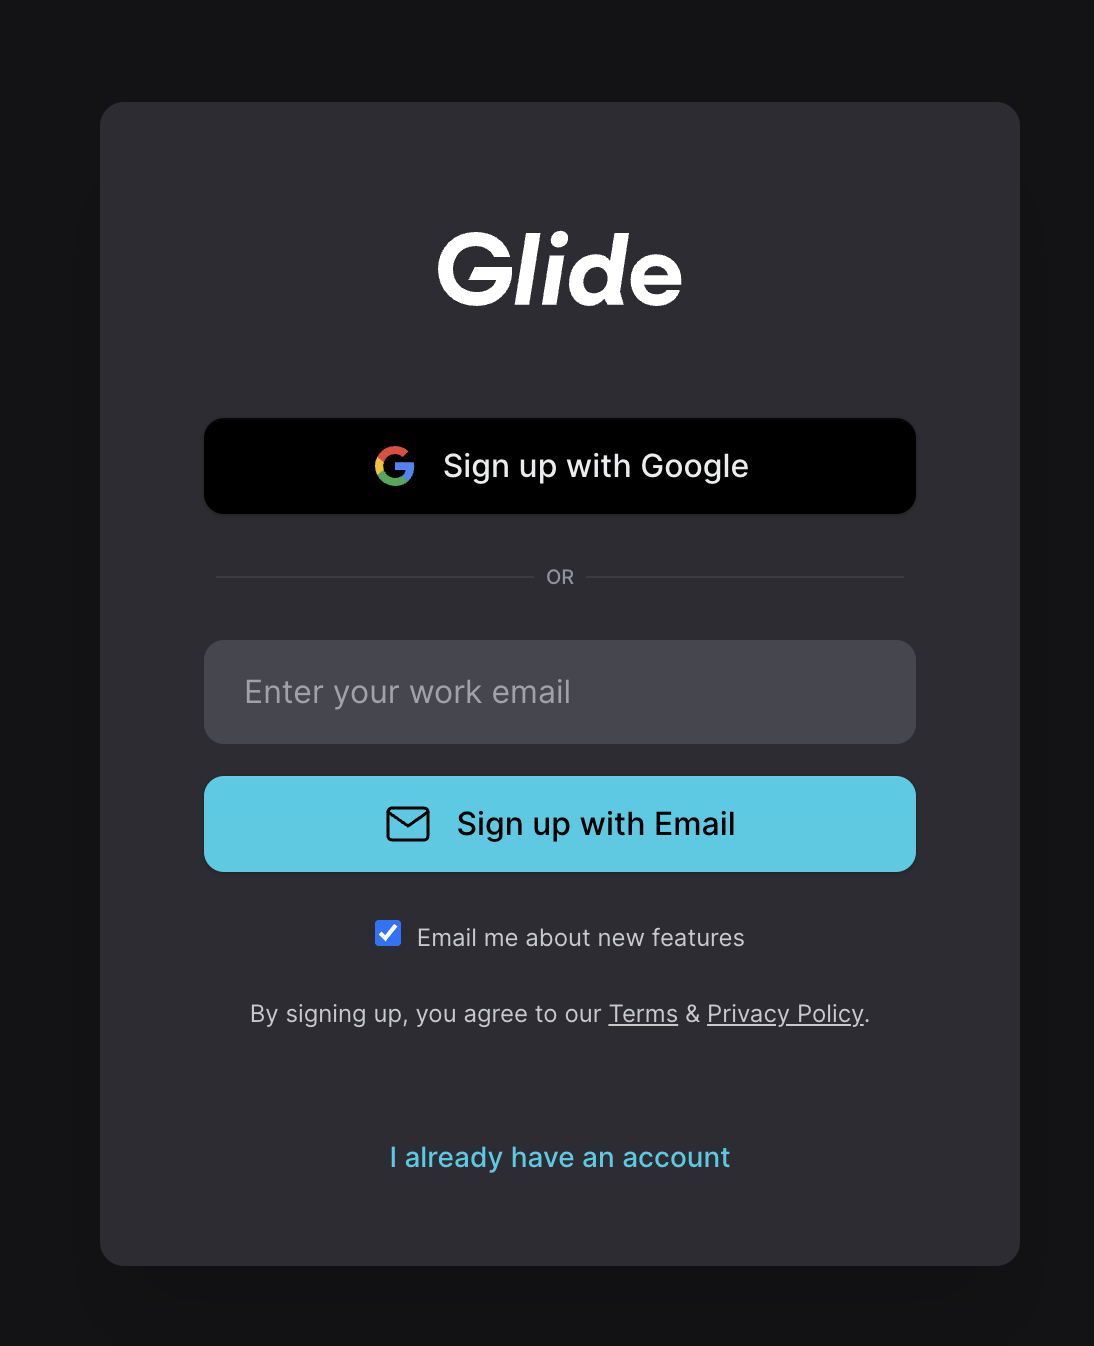 Glide
Sign up with Google
OR
Enter your work email
Sign up with Email
Email me about new features
By signing up, you agree to our Terms & Privacy Policy.
I already have an account